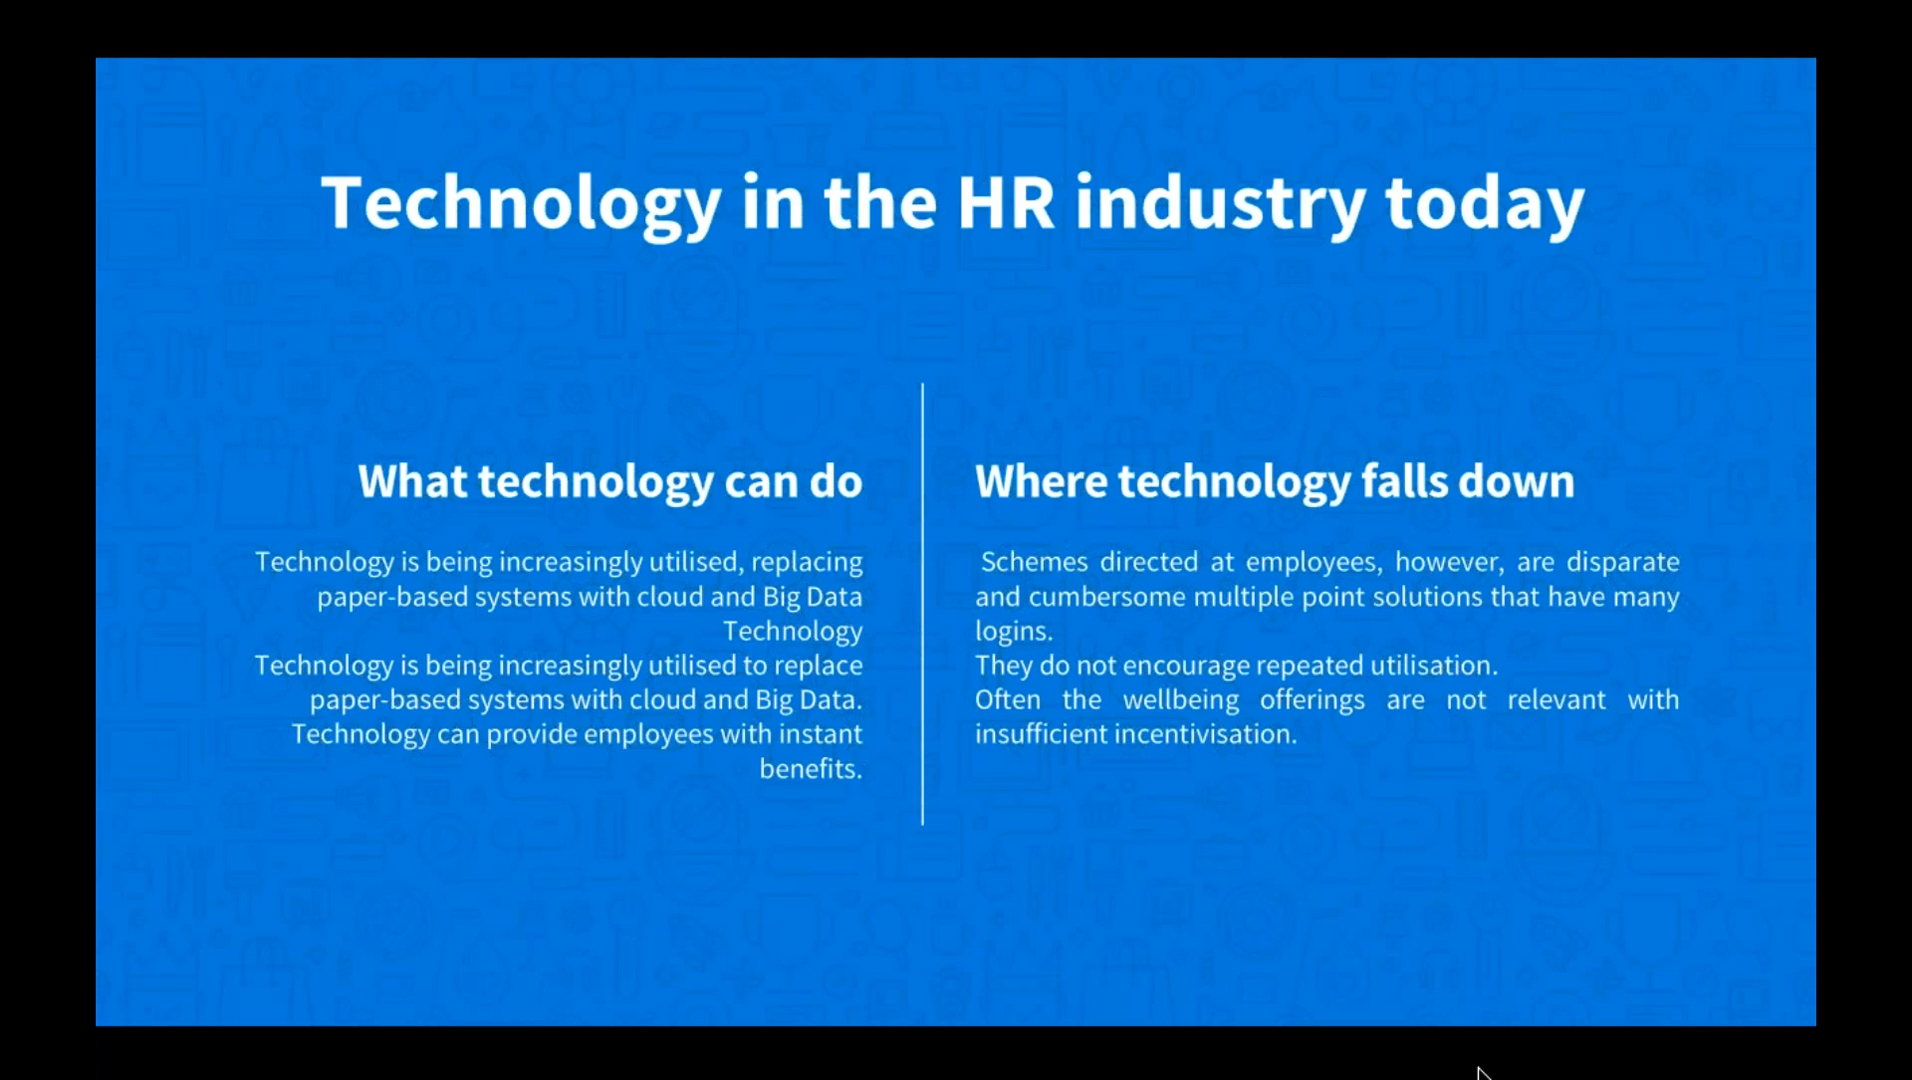 Technology in the HR industry today
What technology can do
Technology is being increasingly utilised, replacing
paper-based systems with cloud and Big Data
Technology
Technology is being increasingly utilised to replace
paper-based systems with cloud and Big Data.
Technology can provide employees with instant
benefits.
Where technology falls down
Schemes directed at employees, however, are disparate
and cumbersome multiple point solutions that have many
logins.
They do not encourage repeated utilisation.
Often the wellbeing offerings are not relevant with
insufficient incentivisation.